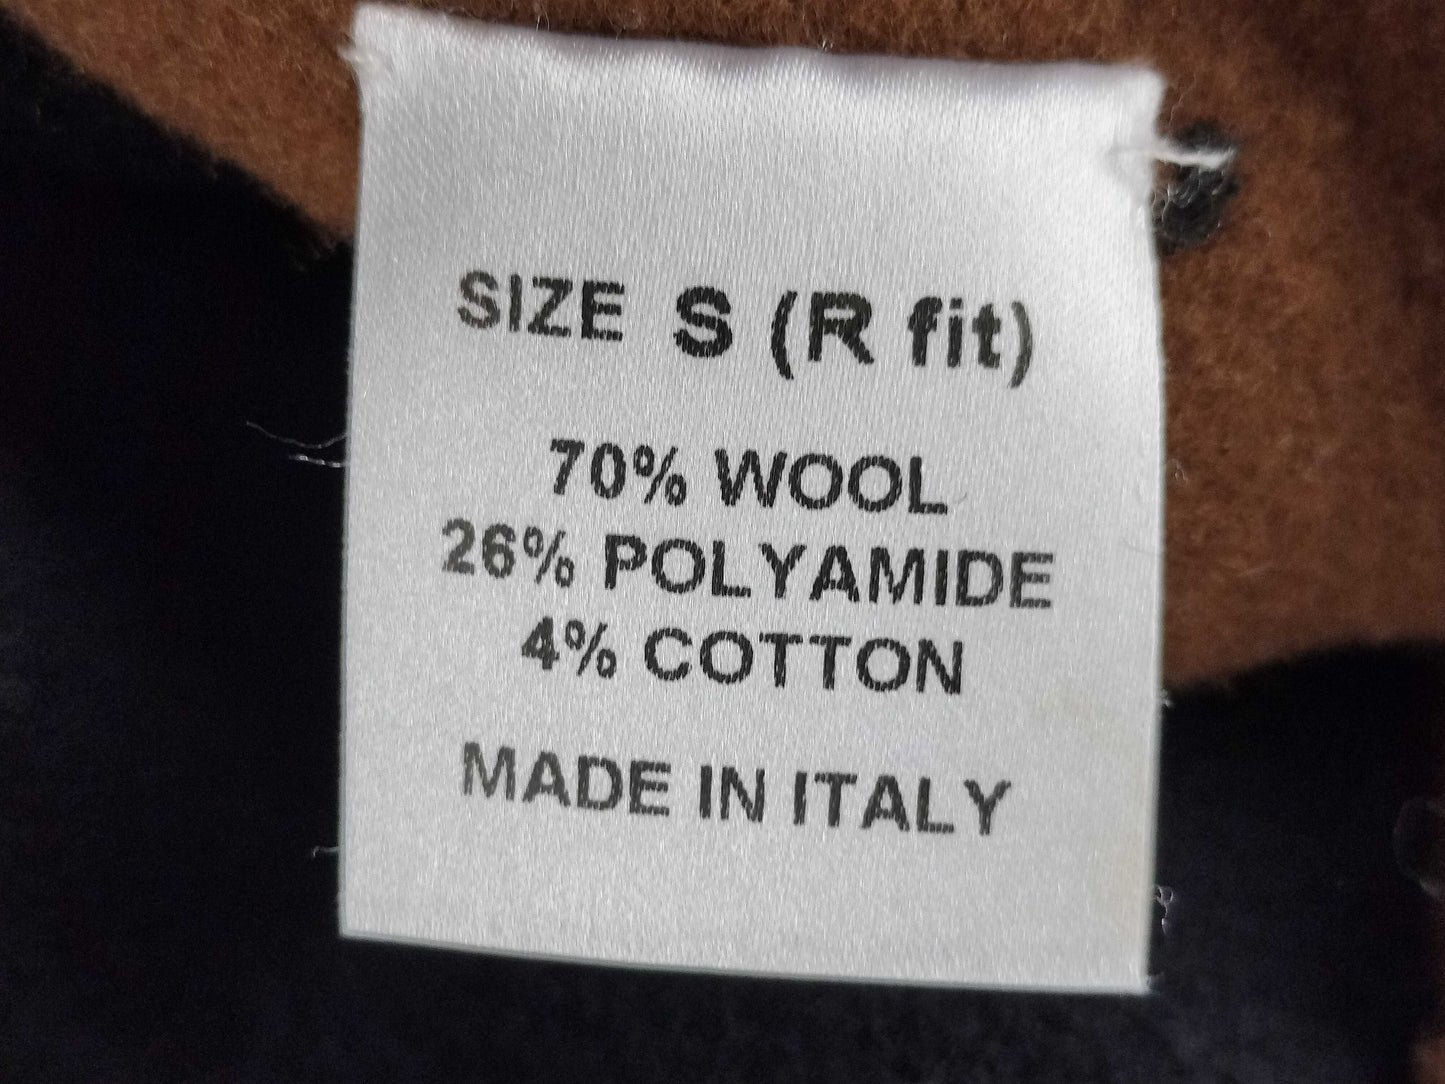 SIZE S (R fit)
70% WOOL
26% POLYAMIDE
4% COTTON
MADE IN ITALY